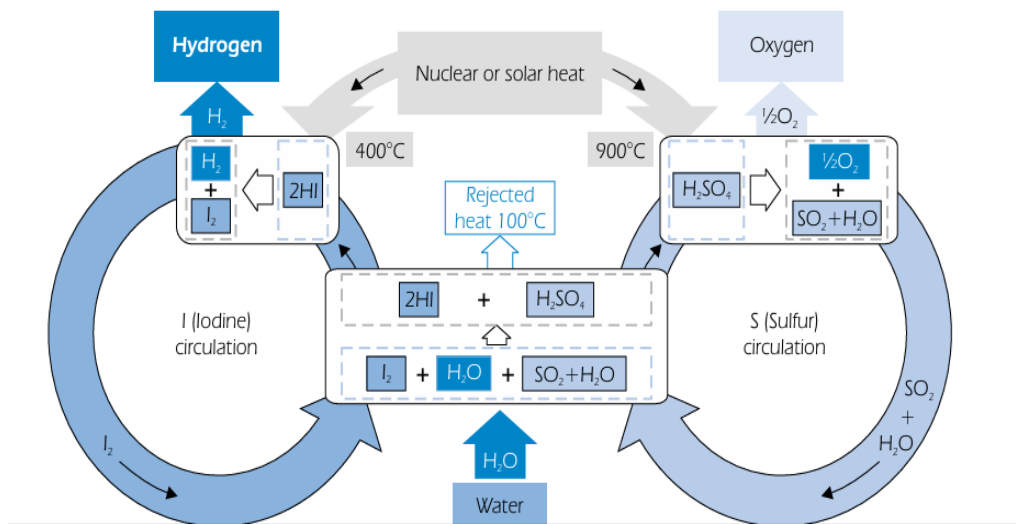 Hydrogen
Nuclear or solar heat
Oxygen
H₂
½O₂
400°C
900°C
H₂
+
I₂
2HI
H₂SO₄
½O₂
+
SO₂+H₂O
Rejected
heat 100°C
2HI + H₂SO₄
I₂ + H₂O + SO₂+H₂O
I (Iodine)
circulation
S (Sulfur)
circulation
I₂
SO₂
+
H₂O
H₂O
Water